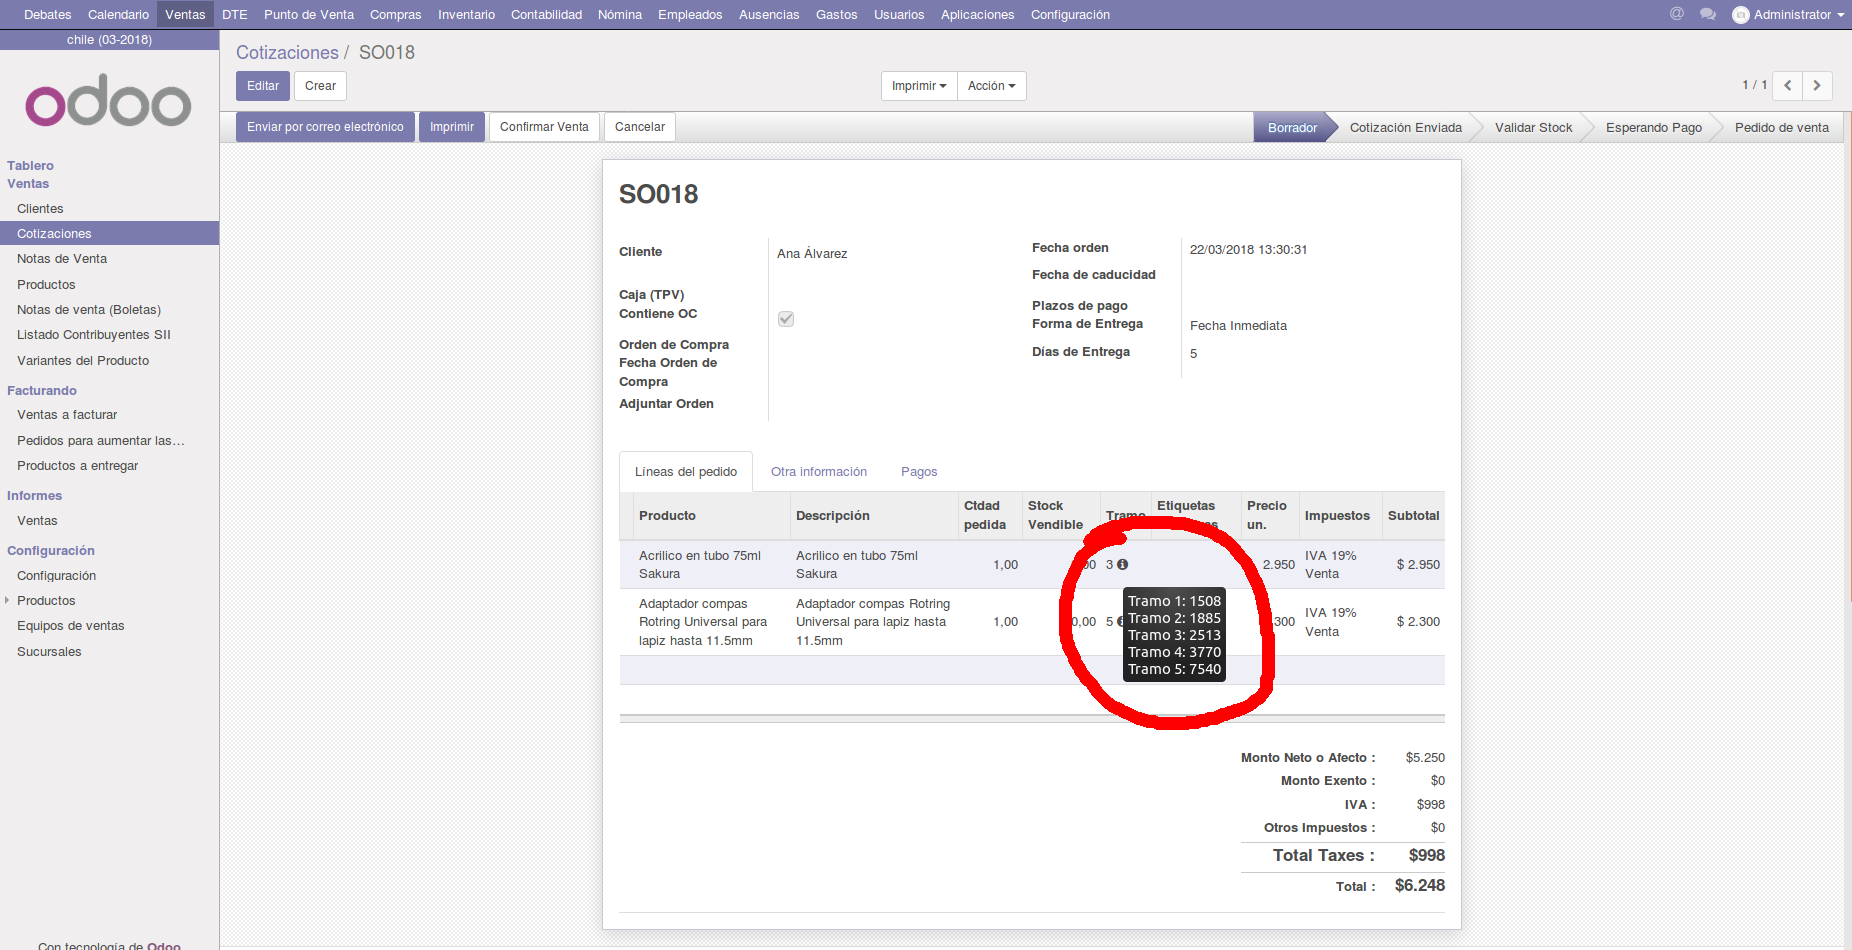 Debates Calendario Ventas DTE Punto de Venta Compras Inventario Contabilidad Nómina Empleados Ausencias Gastos Usuarios Aplicaciones Configuración @ Administrator
chile (03-2018)
odoo
Tablero
Ventas
Clientes
Cotizaciones
Notas de Venta
Productos
Notas de venta (Boletas)
Listado Contribuyentes SII
Variantes del Producto
Facturando
Ventas a facturar
Pedidos para aumentar las...
Productos a entregar
Informes
Ventas
Configuración
Configuración
Productos
Equipos de ventas
Sucursales
Con tecnología de Odoo
Cotizaciones / SO018
Editar Crear Imprimir Acción 1 / 1
Enviar por correo electrónico Imprimir Confirmar Venta Cancelar Borrador Cotización Enviada Validar Stock Esperando Pago Pedido de venta
SO018
Cliente Ana Álvarez
Caja (TPV)
Contiene OC
Orden de Compra
Fecha Orden de
Compra
Adjuntar Orden
Fecha orden 22/03/2018 13:30:31
Fecha de caducidad
Plazos de pago
Forma de Entrega Fecha Inmediata
Días de Entrega 5
Líneas del pedido Otra información Pagos
Producto
Descripción
Ctdad
pedida
Stock
Vendible
Tramo
Etiquetas
Precio
un.
Impuestos
Subtotal
Acrilico en tubo 75ml
Sakura
Acrilico en tubo 75ml
Sakura
1,00
00
3
2.950
IVA 19%
Venta
$ 2.950
Adaptador compas
Rotring Universal para
lapiz hasta 11.5mm
Adaptador compas Rotring
Universal para lapiz hasta
11.5mm
1,00
0,00
5
300
IVA 19%
Venta
$ 2.300
Tramo 1: 1508
Tramo 2: 1885
Tramo 3: 2513
Tramo 4: 3770
Tramo 5: 7540
Monto Neto o Afecto : $5.250
Monto Exento : $0
IVA : $998
Otros Impuestos : $0
Total Taxes : $998
Total : $6.248